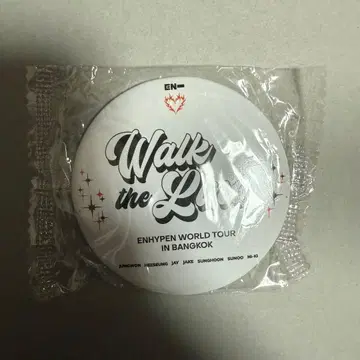 EN-
Walk
the
ENHYPEN WORLD TOUR
IN BANGKOK
JUNGWON HEESEUNG JAY JAKE SUNGHOON SUNOO NI-KI